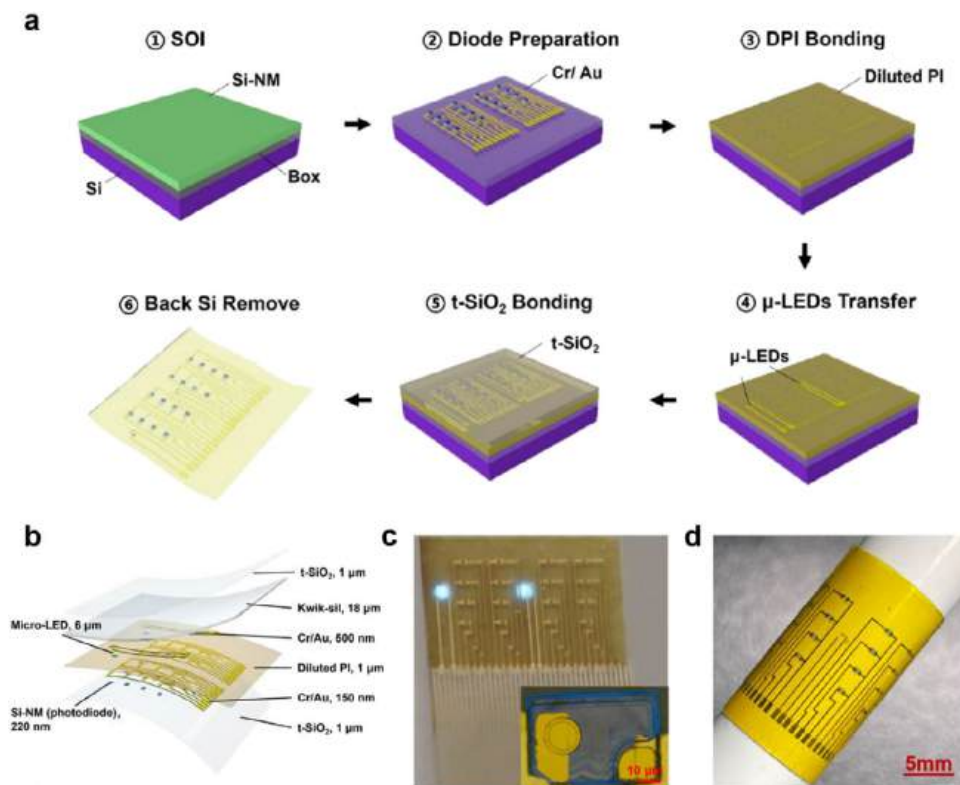 a
① SOI
② Diode Preparation
③ DPI Bonding
Si-NM
Cr/ Au
Diluted PI
Si
Box
⑥ Back Si Remove
⑤ t-SiO₂ Bonding
④ μ-LEDs Transfer
t-SiO₂
μ-LEDs
b
t-SiO₂, 1 μm
Kwik-sil, 18 μm
Micro-LED, 6 μm
Cr/Au, 500 nm
Diluted PI, 1 μm
Cr/Au, 150 nm
Si-NM (photodiode),
220 nm
t-SiO₂, 1 μm
c
10 μm
d
5mm